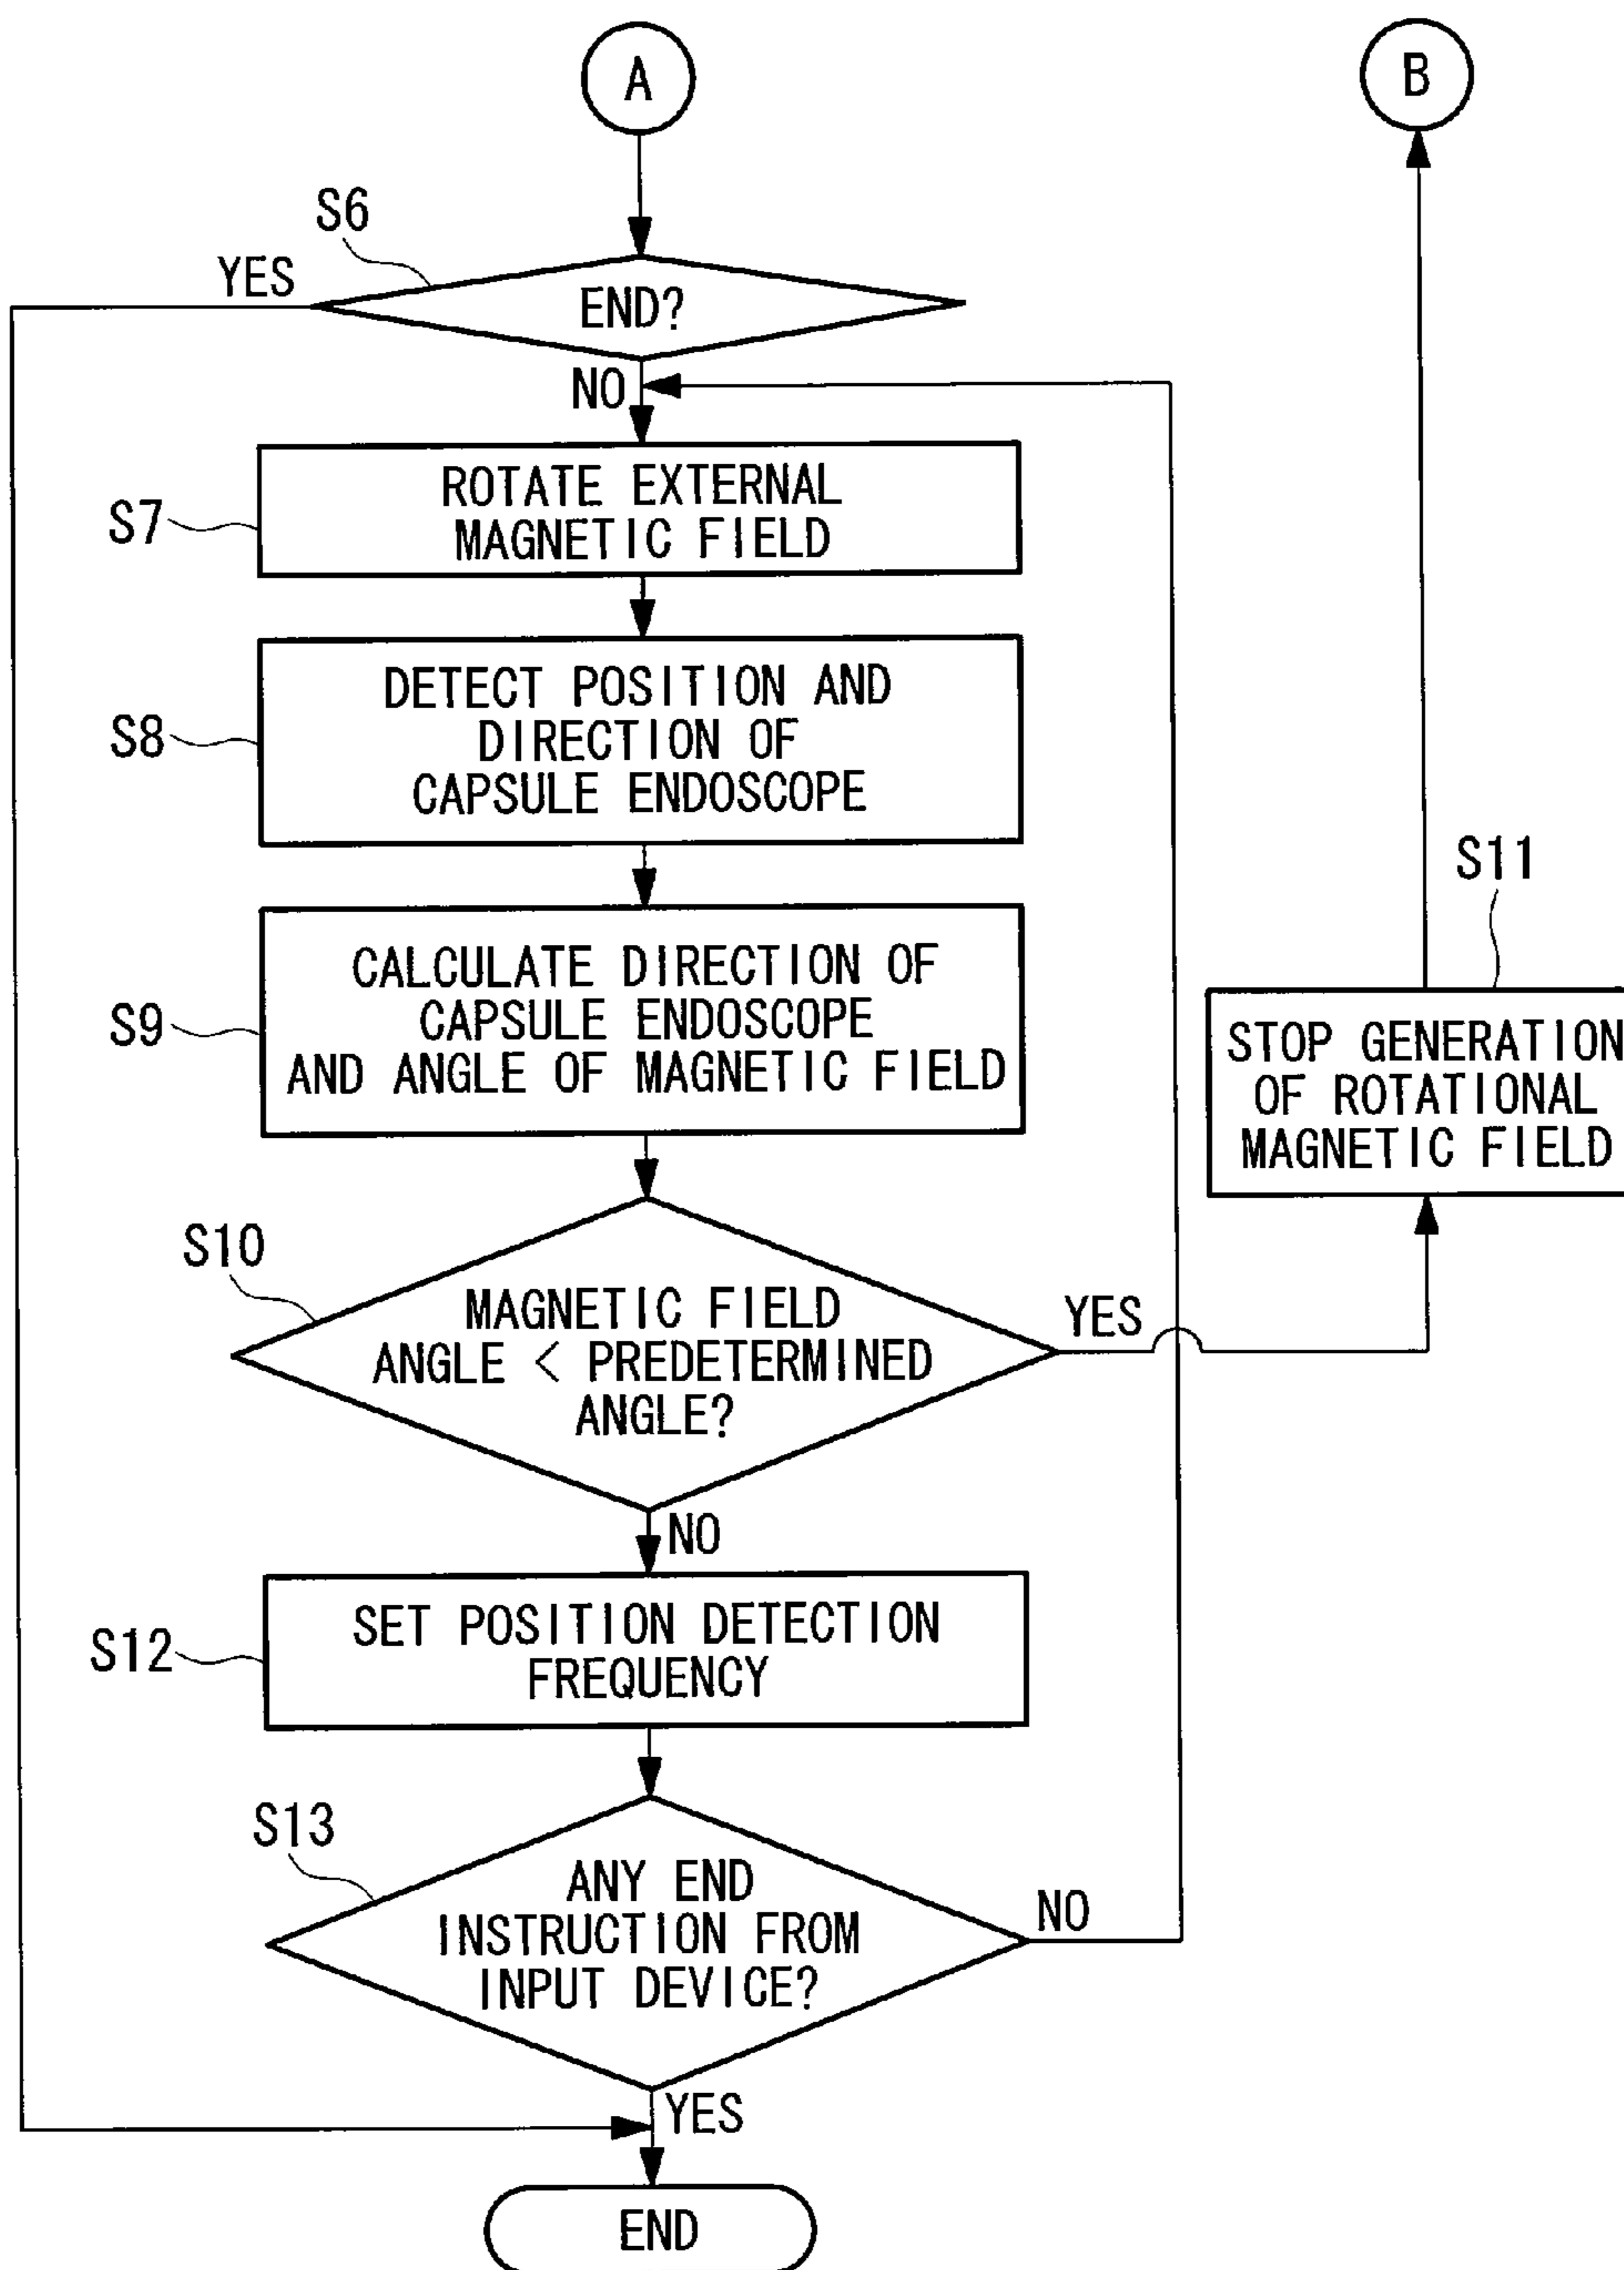 A
B
S6
YES
END?
NO
S7
ROTATE EXTERNAL
MAGNETIC FIELD
S8
DETECT POSITION AND
DIRECTION OF
CAPSULE ENDOSCOPE
S9
CALCULATE DIRECTION OF
CAPSULE ENDOSCOPE
AND ANGLE OF MAGNETIC FIELD
S11
STOP GENERATION
OF ROTATIONAL
MAGNETIC FIELD
S10
MAGNETIC FIELD
ANGLE < PREDETERMINED
ANGLE?
YES
NO
S12
SET POSITION DETECTION
FREQUENCY
S13
ANY END
INSTRUCTION FROM
INPUT DEVICE?
NO
YES
END